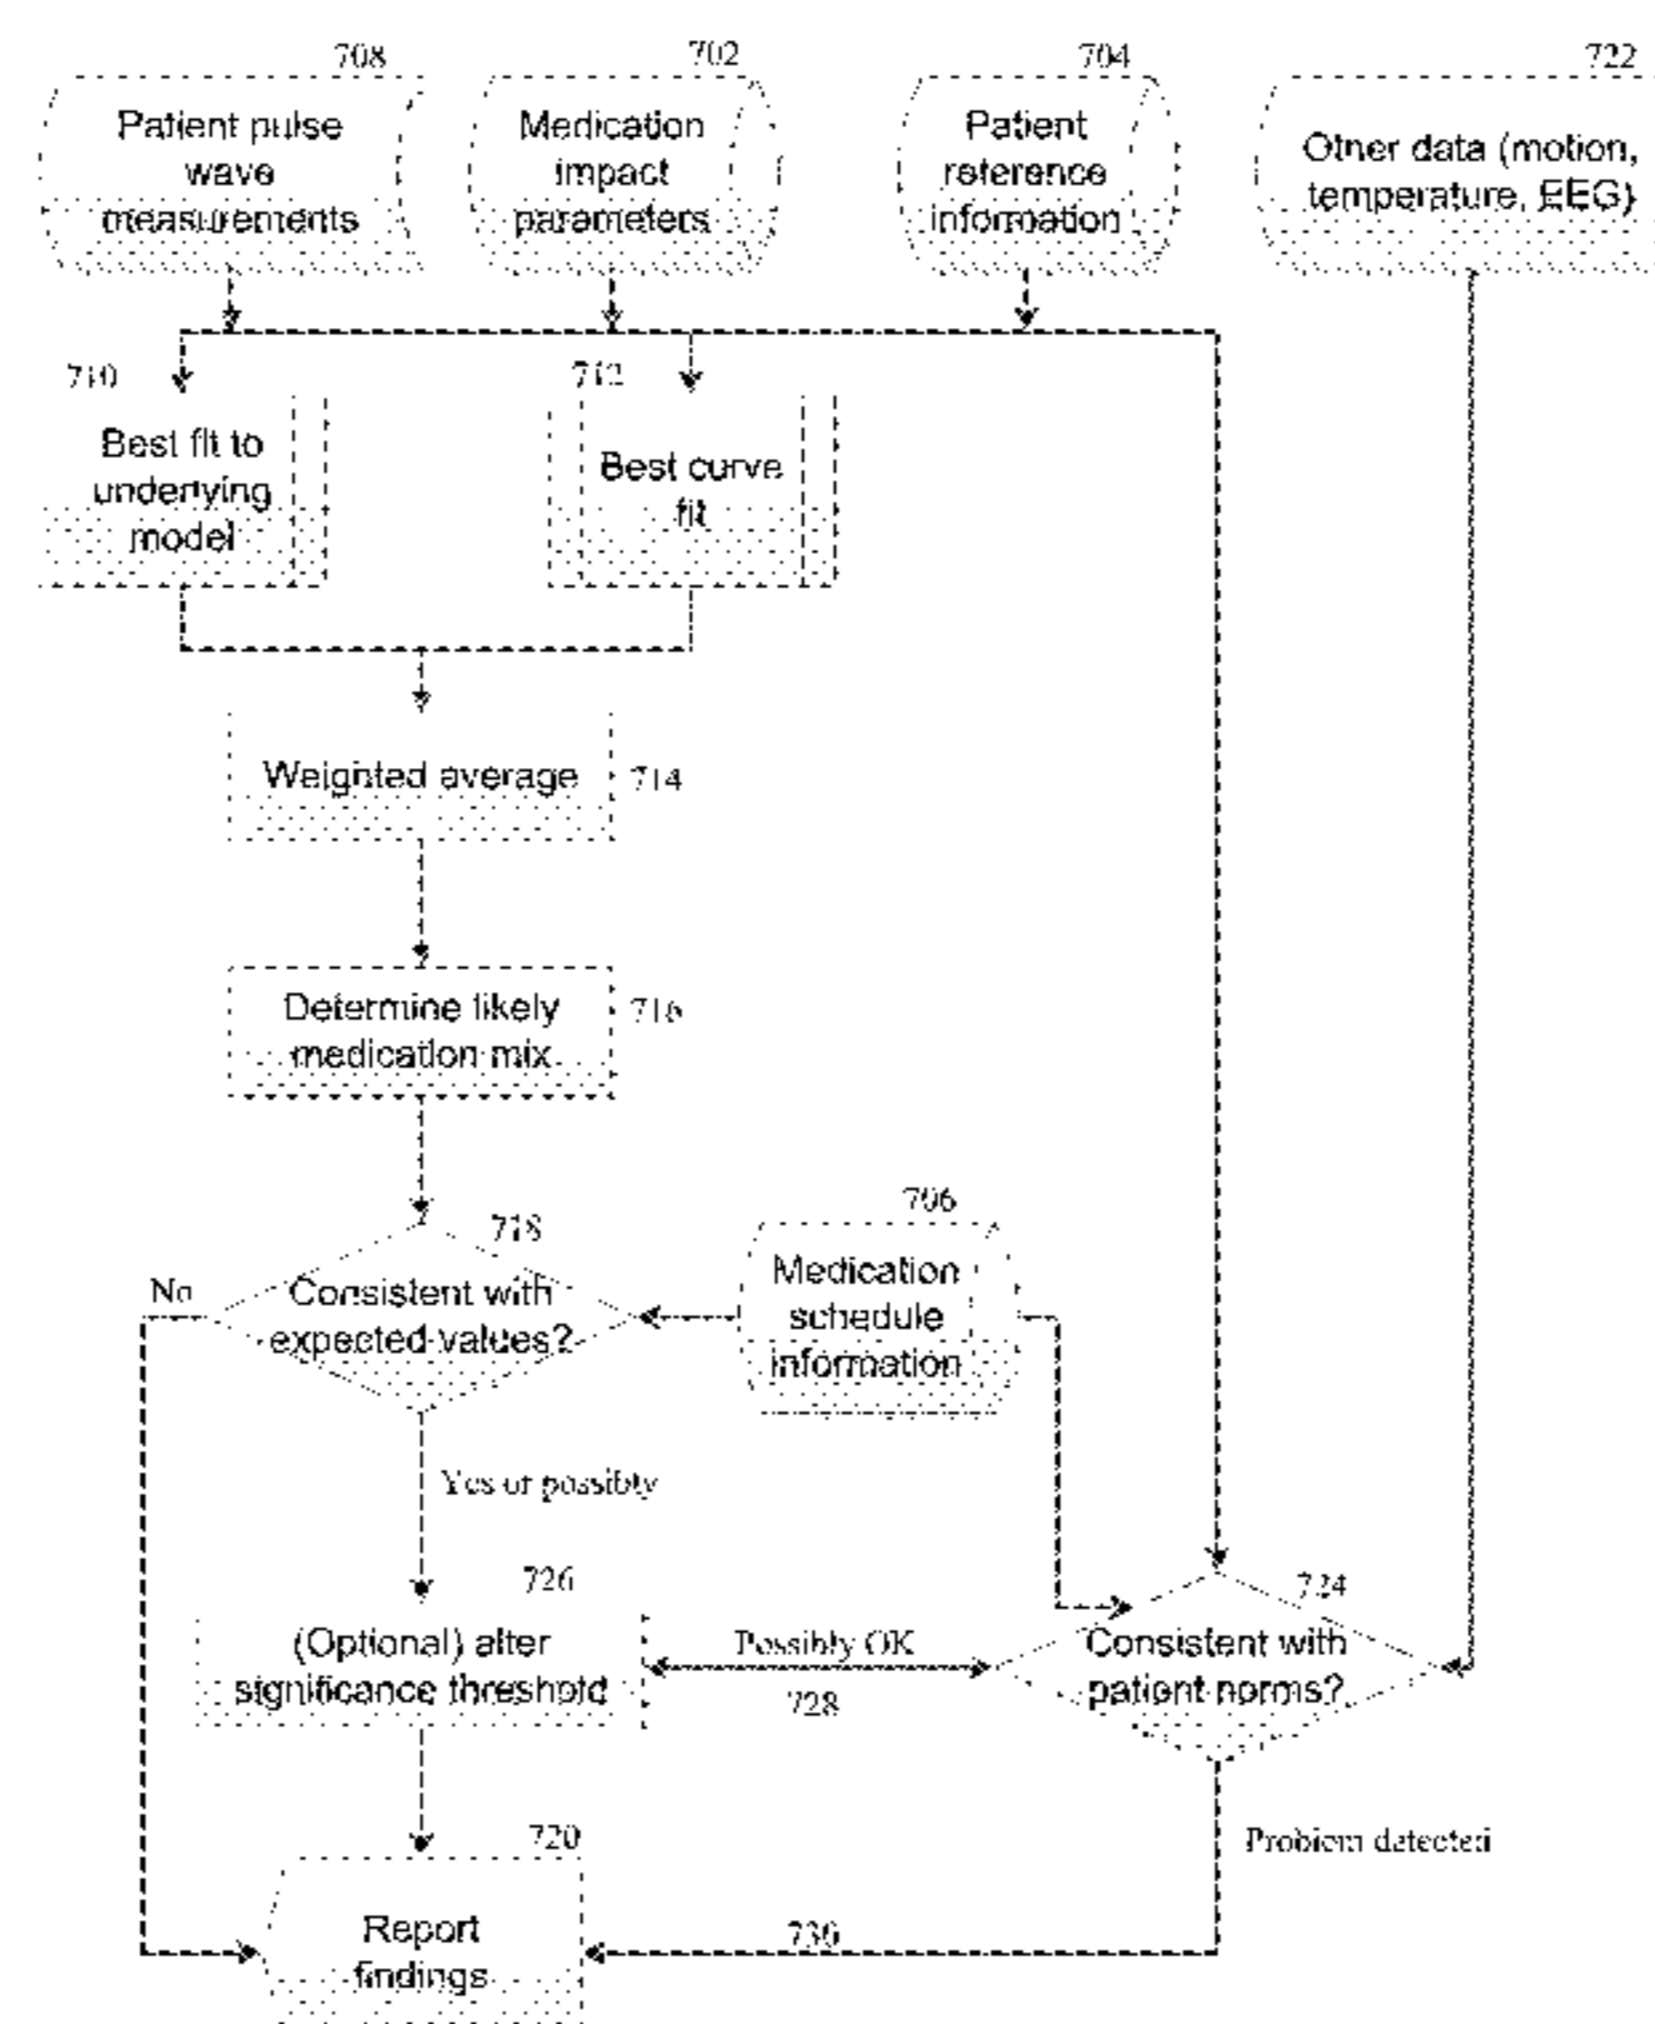 708
Patient pulse
wave
measurements
702
Medication
impact
parameters
704
Patient
reference
information
722
Other data (motion,
temperature, EEG)
710
Best fit to
underlying
model
712
Best curve
fit
Weighted average
714
Determine likely
medication mix
716
718
Consistent with
expected values?
No
706
Medication
schedule
information
Yes or possibly
726
(Optional) alter
significance threshold
Possibly OK
728
724
Consistent with
patient norms?
720
Report
findings
Problem detected
730